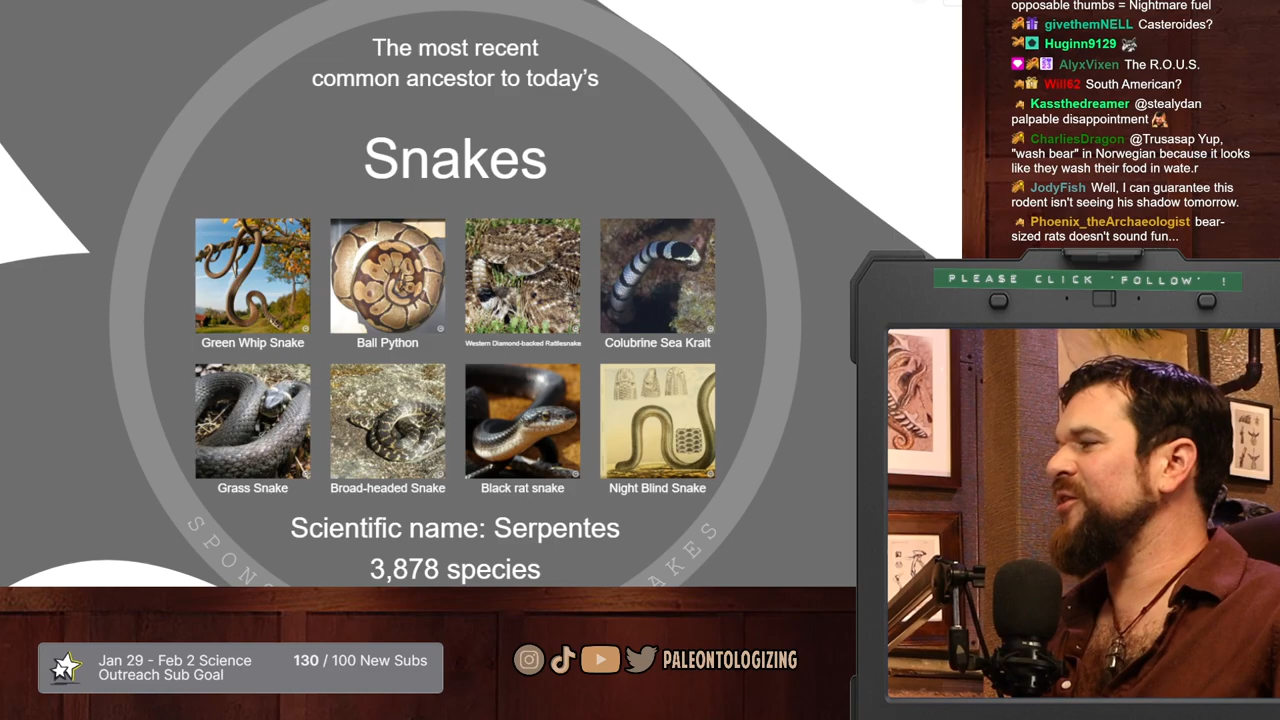 The most recent
common ancestor to today's
Snakes
Green Whip Snake
Ball Python
Western Diamond-backed Rattlesnake
Colubrine Sea Krait
Grass Snake
Broad-headed Snake
Black rat snake
Night Blind Snake
Scientific name: Serpentes
3,878 species
SPONS
AKES
opposable thumbs = Nightmare fuel
givethemNELL Casteroides?
Huginn9129
AlyxVixen The R.O.U.S.
Will62 South American?
Kassthedreamer @stealydan
palpable disappointment
CharliesDragon @Trusasap Yup,
"wash bear" in Norwegian because it looks
like they wash their food in wate.r
JodyFish Well, I can guarantee this
rodent isn't seeing his shadow tomorrow.
Phoenix_theArchaeologist bear-
sized rats doesn't sound fun...
PLEASE CLICK "FOLLOW" !
Jan 29 - Feb 2 Science
Outreach Sub Goal
130 / 100 New Subs
PALEONTOLOGIZING